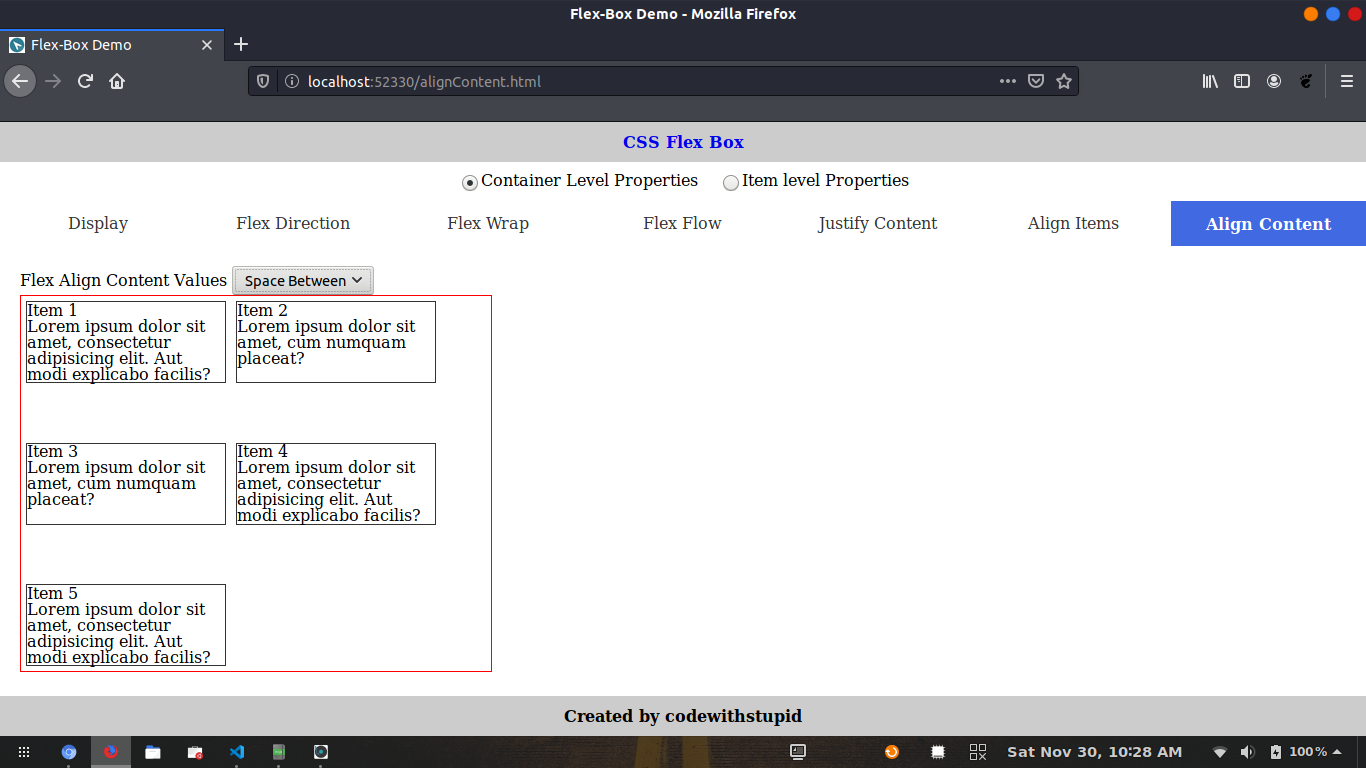 Flex-Box Demo - Mozilla Firefox
Flex-Box Demo
localhost:52330/alignContent.html
CSS Flex Box
Container Level Properties Item level Properties
Display Flex Direction Flex Wrap Flex Flow Justify Content Align Items Align Content
Flex Align Content Values Space Between
Item 1
Lorem ipsum dolor sit
amet, consectetur
adipisicing elit. Aut
modi explicabo facilis?
Item 2
Lorem ipsum dolor sit
amet, cum numquam
placeat?
Item 3
Lorem ipsum dolor sit
amet, cum numquam
placeat?
Item 4
Lorem ipsum dolor sit
amet, consectetur
adipisicing elit. Aut
modi explicabo facilis?
Item 5
Lorem ipsum dolor sit
amet, consectetur
adipisicing elit. Aut
modi explicabo facilis?
Created by codewithstupid
Sat Nov 30, 10:28 AM 100 %